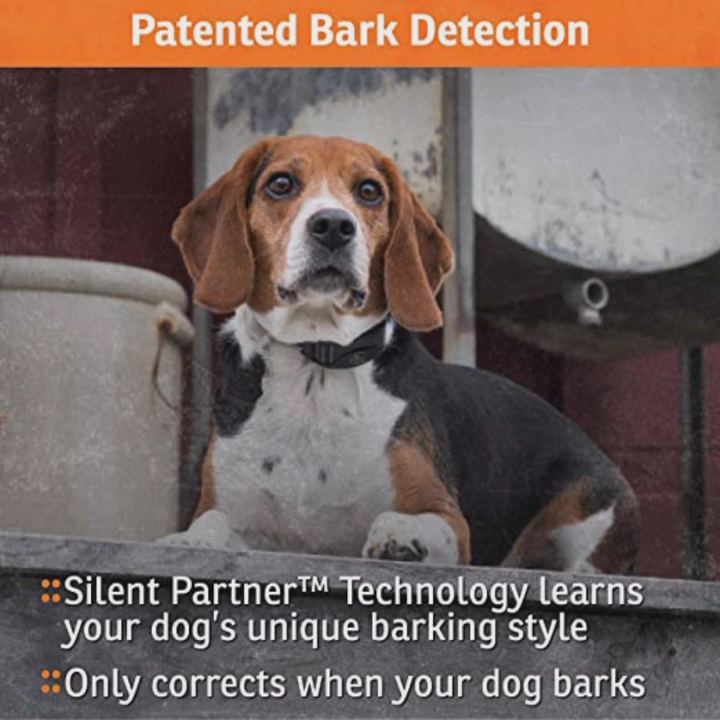 Patented Bark Detection
Silent Partner™ Technology learns
your dog's unique barking style
Only corrects when your dog barks